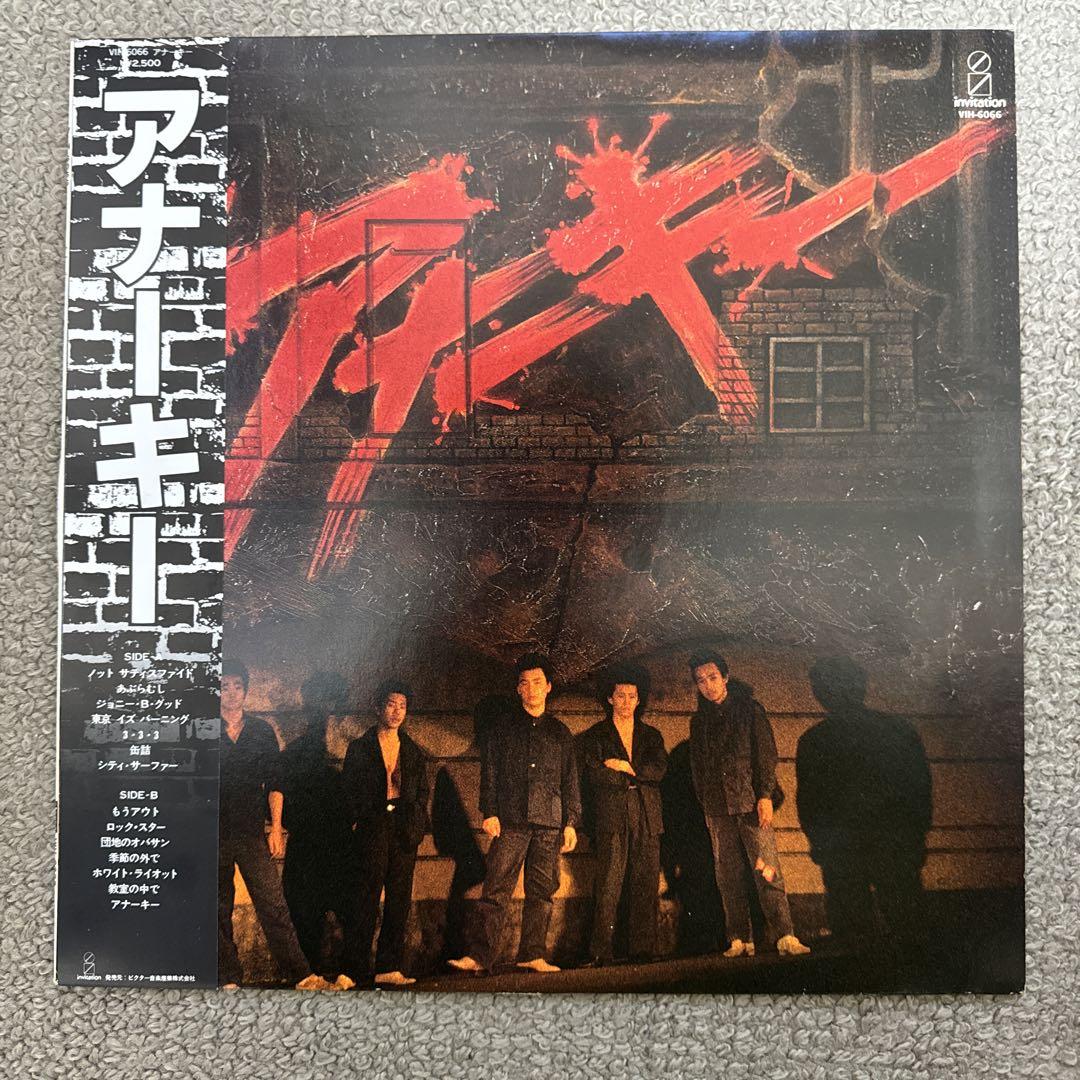 VIH-6066 アナーキー
¥2,500
アナーキー
SIDE
ノット サティスファイド
あぶらむし
ジョニー・B・グッド
東京 イズ バーニング
3・3・3
缶詰
シティ・サーファー
SIDE-B
もうアウト
ロック・スター
団地のオバサン
季節の外で
ホワイト・ライオット
教室の中で
アナーキー
invitation 発売元：ビクター音楽産業株式会社
invitation
VIH-6066
ナーキー